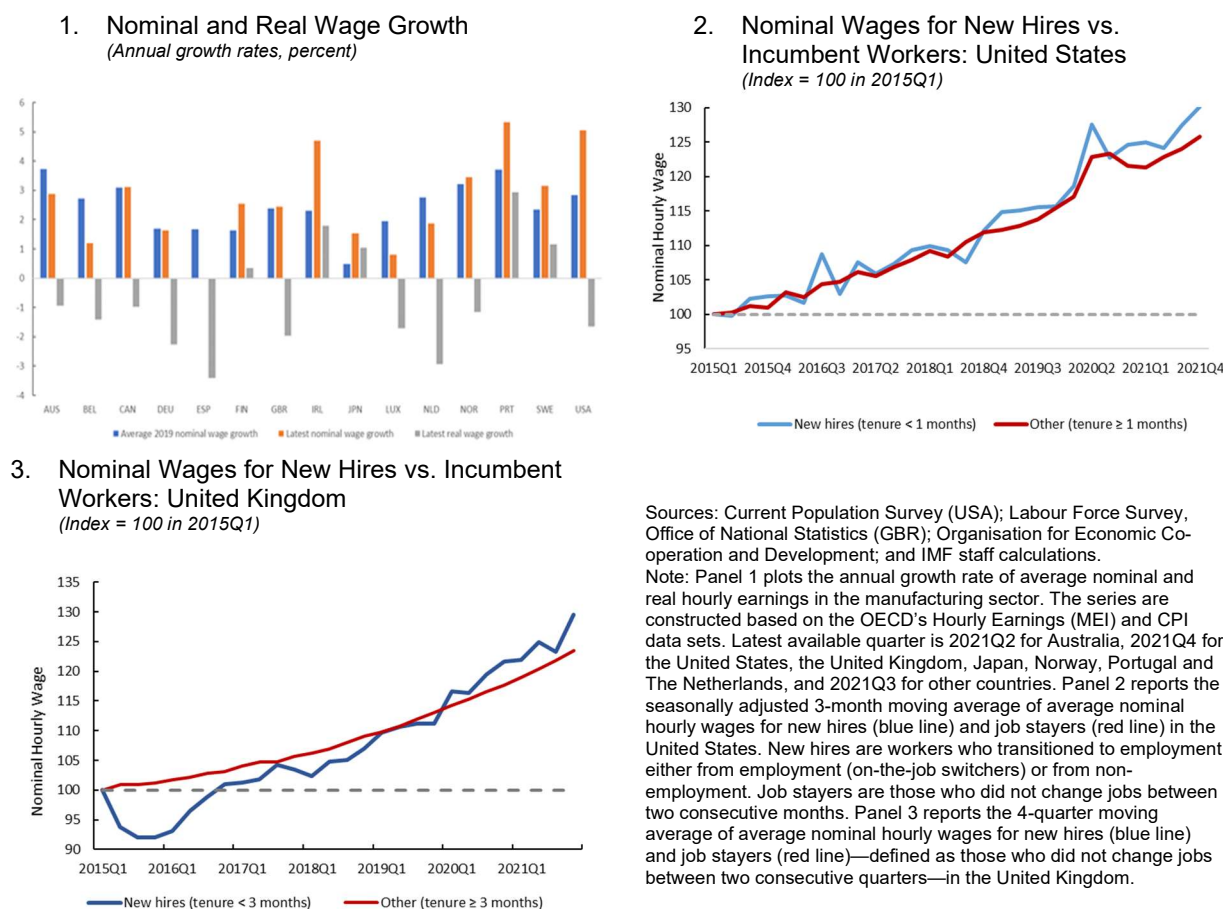 1. Nominal and Real Wage Growth
(Annual growth rates, percent)
6
5
4
3
2
1
0
-1
-2
-3
-4
AUS BEL CAN DEU ESP FIN GBR IRL JPN LUX NLD NOR PRT SWE USA
Average 2019 nominal wage growth Latest nominal wage growth Latest real wage growth
2. Nominal Wages for New Hires vs.
Incumbent Workers: United States
(Index = 100 in 2015Q1)
Nominal Hourly Wage
130
125
120
115
110
105
100
95
2015Q1 2015Q4 2016Q3 2017Q2 2018Q1 2018Q4 2019Q3 2020Q2 2021Q1 2021Q4
New hires (tenure < 1 months) Other (tenure ≥ 1 months)
3. Nominal Wages for New Hires vs. Incumbent
Workers: United Kingdom
(Index = 100 in 2015Q1)
Nominal Hourly Wage
135
130
125
120
115
110
105
100
95
90
2015Q1 2016Q1 2017Q1 2018Q1 2019Q1 2020Q1 2021Q1
New hires (tenure < 3 months) Other (tenure ≥ 3 months)
Sources: Current Population Survey (USA); Labour Force Survey,
Office of National Statistics (GBR); Organisation for Economic Co-
operation and Development; and IMF staff calculations.
Note: Panel 1 plots the annual growth rate of average nominal and
real hourly earnings in the manufacturing sector. The series are
constructed based on the OECD's Hourly Earnings (MEI) and CPI
data sets. Latest available quarter is 2021Q2 for Australia, 2021Q4 for
the United States, the United Kingdom, Japan, Norway, Portugal and
The Netherlands, and 2021Q3 for other countries. Panel 2 reports the
seasonally adjusted 3-month moving average of average nominal
hourly wages for new hires (blue line) and job stayers (red line) in the
United States. New hires are workers who transitioned to employment
either from employment (on-the-job switchers) or from non-
employment. Job stayers are those who did not change jobs between
two consecutive months. Panel 3 reports the 4-quarter moving
average of average nominal hourly wages for new hires (blue line)
and job stayers (red line)—defined as those who did not change jobs
between two consecutive quarters—in the United Kingdom.